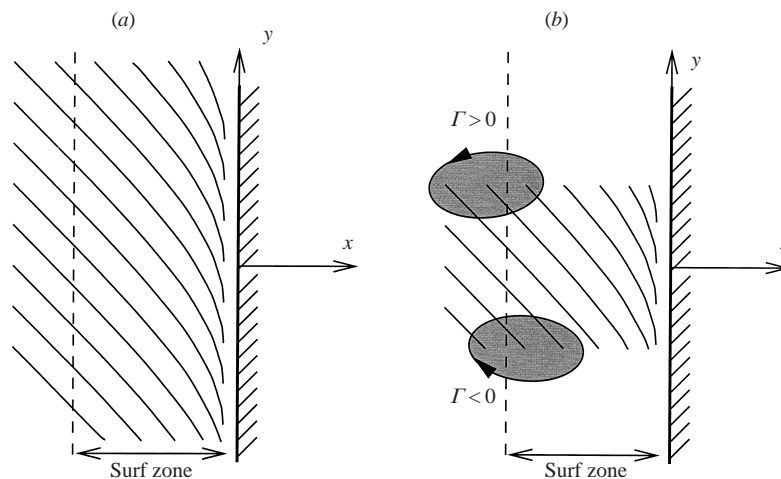 (a)
(b)
y
y
Γ > 0
x
Γ < 0
Surf zone
Surf zone